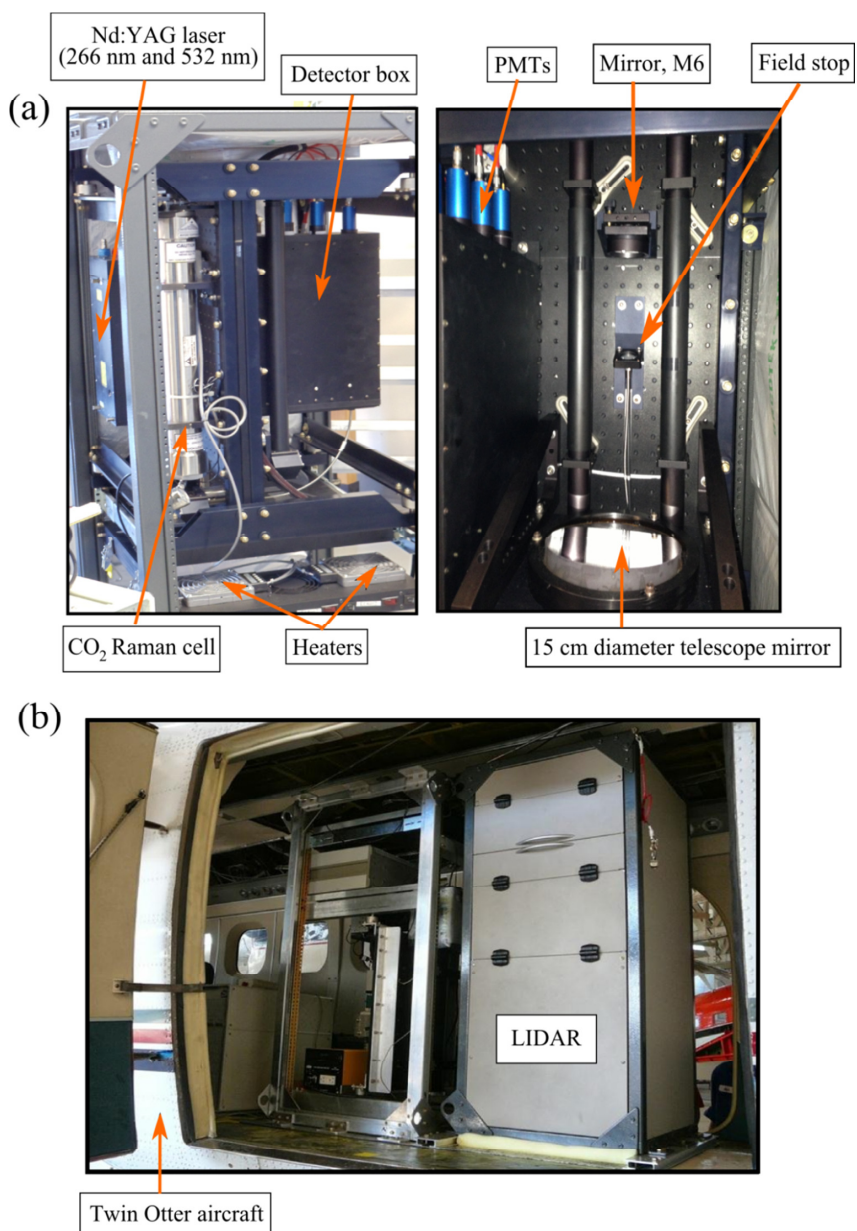 Nd:YAG laser
(266 nm and 532 nm)
Detector box
PMTs
Mirror, M6
Field stop
(a)
CO₂ Raman cell
Heaters
15 cm diameter telescope mirror
(b)
LIDAR
Twin Otter aircraft